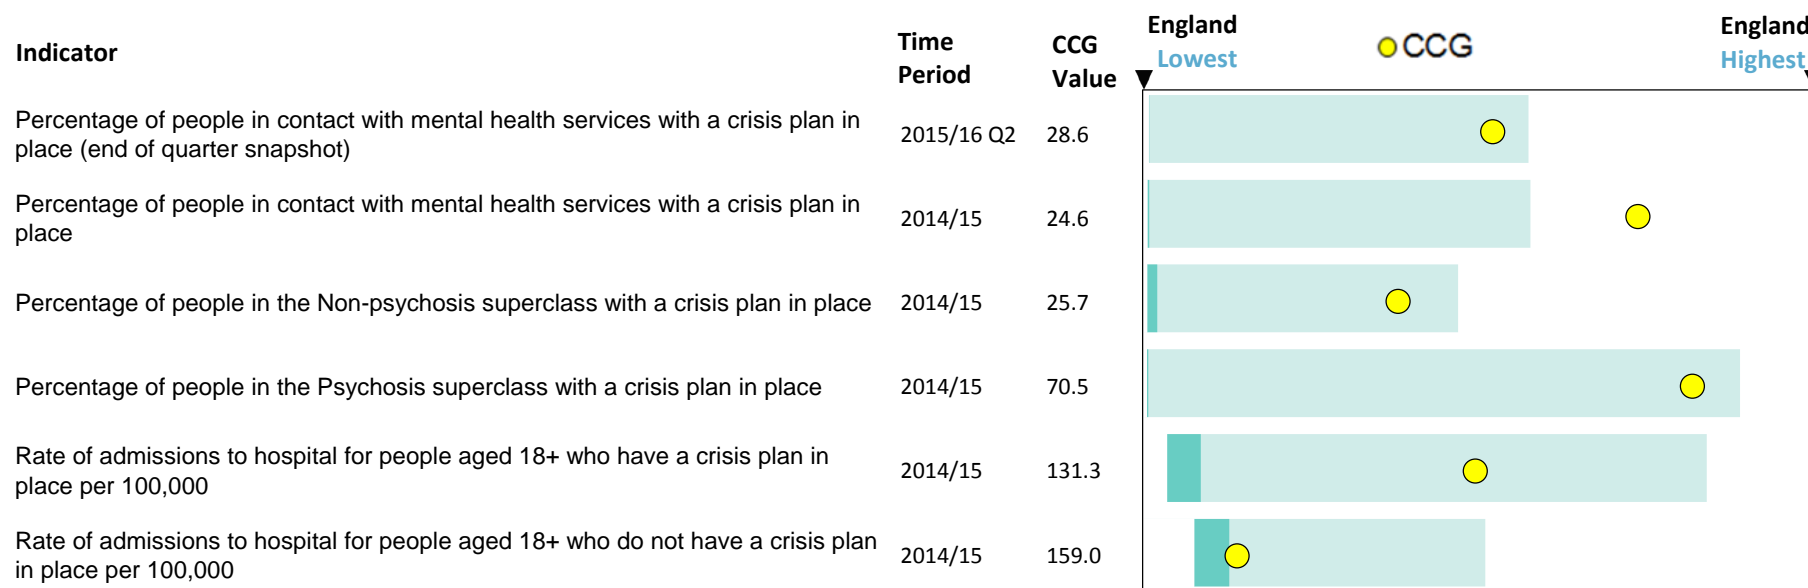 Indicator
Time Period
CCG Value
England Lowest
CCG
England Highest
Percentage of people in contact with mental health services with a crisis plan in
place (end of quarter snapshot)
2015/16 Q2
28.6
Percentage of people in contact with mental health services with a crisis plan in
place
2014/15
24.6
Percentage of people in the Non-psychosis superclass with a crisis plan in place
2014/15
25.7
Percentage of people in the Psychosis superclass with a crisis plan in place
2014/15
70.5
Rate of admissions to hospital for people aged 18+ who have a crisis plan in
place per 100,000
2014/15
131.3
Rate of admissions to hospital for people aged 18+ who do not have a crisis plan
in place per 100,000
2014/15
159.0